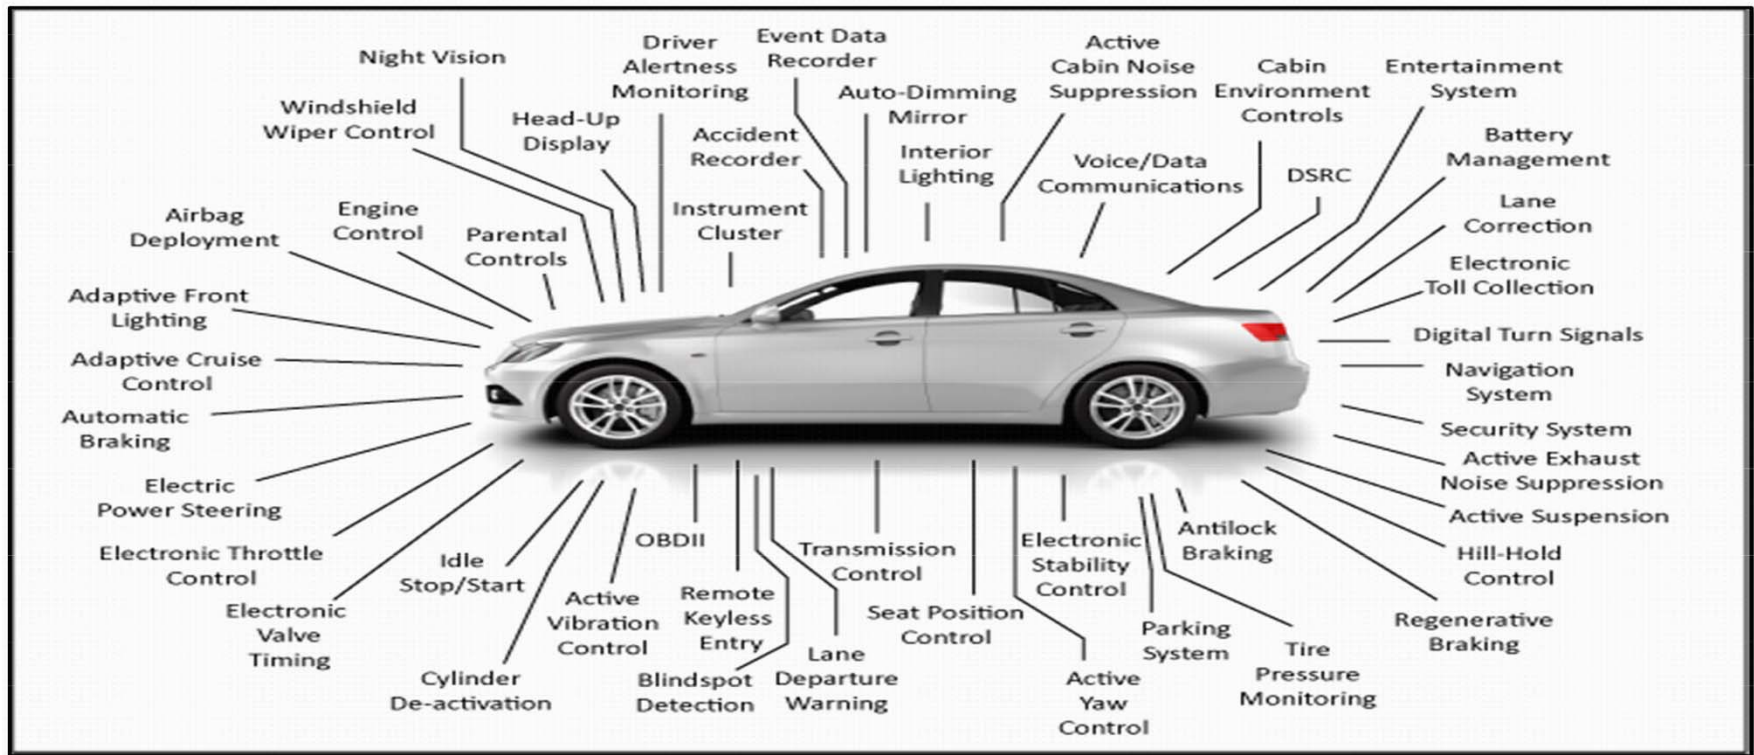 Night Vision
Driver
Alertness
Monitoring
Event Data
Recorder
Active
Cabin Noise
Suppression
Cabin
Environment
Controls
Entertainment
System
Windshield
Wiper Control
Head-Up
Display
Accident
Recorder
Auto-Dimming
Mirror
Interior
Lighting
Voice/Data
Communications
DSRC
Battery
Management
Airbag
Deployment
Engine
Control
Parental
Controls
Instrument
Cluster
Lane
Correction
Electronic
Toll Collection
Adaptive Front
Lighting
Digital Turn Signals
Adaptive Cruise
Control
Navigation
System
Automatic
Braking
Security System
Active Exhaust
Noise Suppression
Electric
Power Steering
Active Suspension
Electronic Throttle
Control
Idle
Stop/Start
OBDII
Transmission
Control
Electronic
Stability
Control
Antilock
Braking
Hill-Hold
Control
Electronic
Valve
Timing
Active
Vibration
Control
Remote
Keyless
Entry
Seat Position
Control
Parking
System
Regenerative
Braking
Cylinder
De-activation
Blindspot
Detection
Lane
Departure
Warning
Active
Yaw
Control
Tire
Pressure
Monitoring